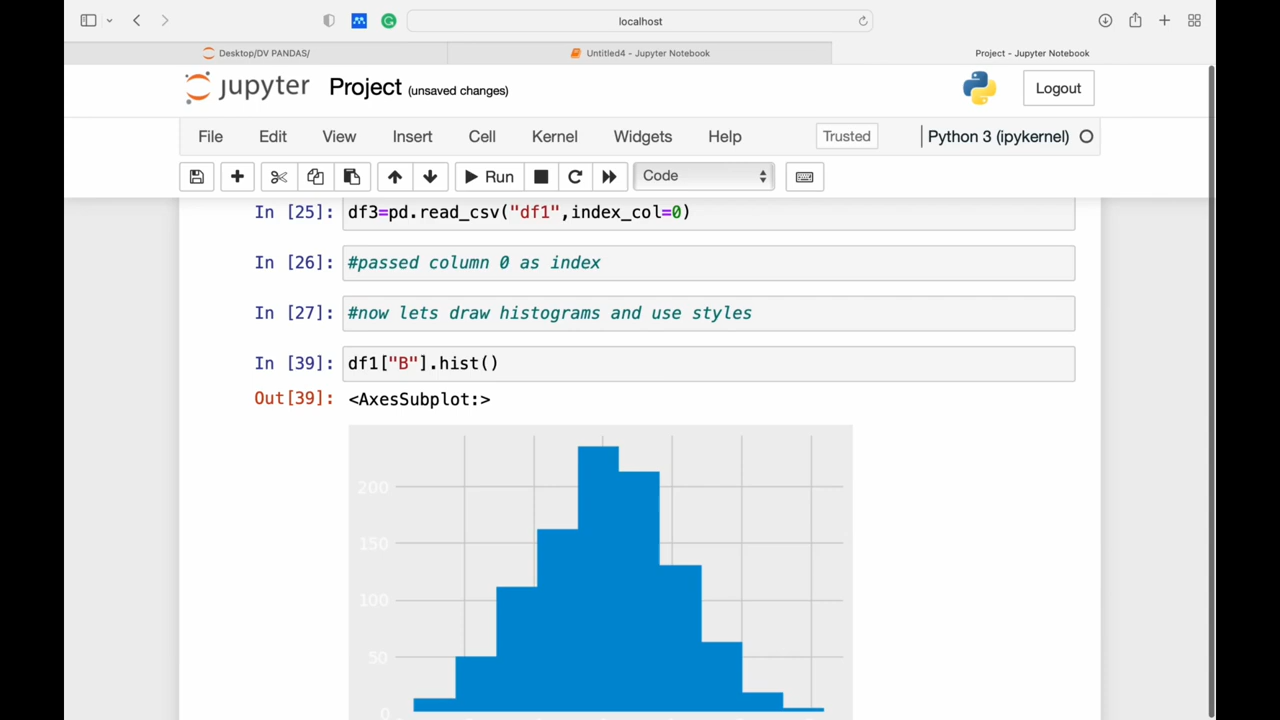 localhost
Desktop/DV PANDAS/
Untitled4 - Jupyter Notebook
Project - Jupyter Notebook
jupyter Project (unsaved changes)
Logout
File Edit View Insert Cell Kernel Widgets Help Trusted Python 3 (ipykernel)
Run Code
In [25]: df3=pd.read_csv("df1",index_col=0)
In [26]: #passed column 0 as index
In [27]: #now lets draw histograms and use styles
In [39]: df1["B"].hist()
Out[39]: <AxesSubplot:>
200
150
100
50
0